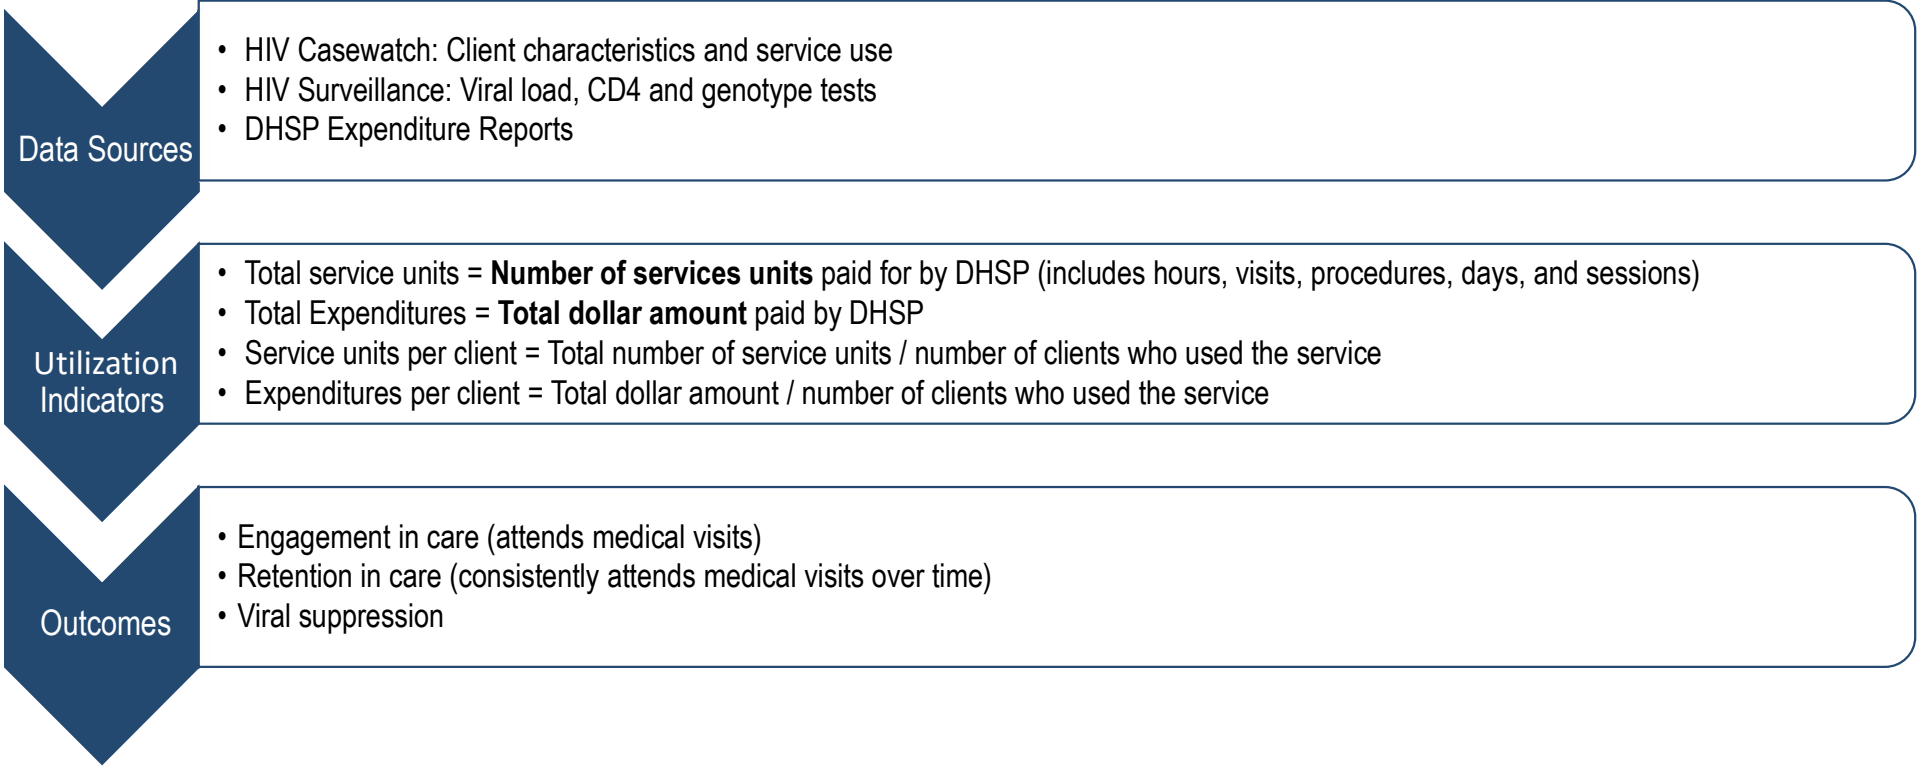 Data Sources
• HIV Casewatch: Client characteristics and service use
• HIV Surveillance: Viral load, CD4 and genotype tests
• DHSP Expenditure Reports
Utilization
Indicators
• Total service units = Number of services units paid for by DHSP (includes hours, visits, procedures, days, and sessions)
• Total Expenditures = Total dollar amount paid by DHSP
• Service units per client = Total number of service units / number of clients who used the service
• Expenditures per client = Total dollar amount / number of clients who used the service
Outcomes
• Engagement in care (attends medical visits)
• Retention in care (consistently attends medical visits over time)
• Viral suppression